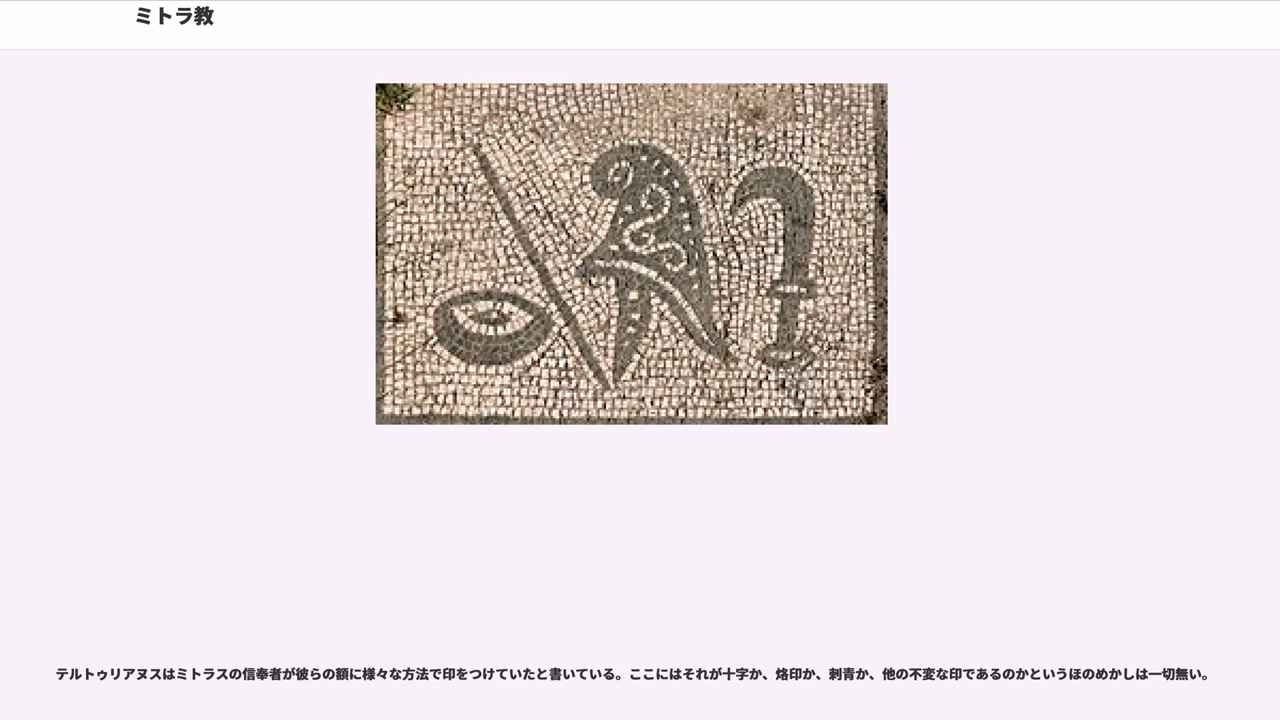 ミトラ教
テルトゥリアヌスはミトラスの信奉者が彼らの額に様々な方法で印をつけていたと書いている。ここにはそれが十字か、烙印か、刺青か、他の不変な印であるのかというほのめかしは一切無い。